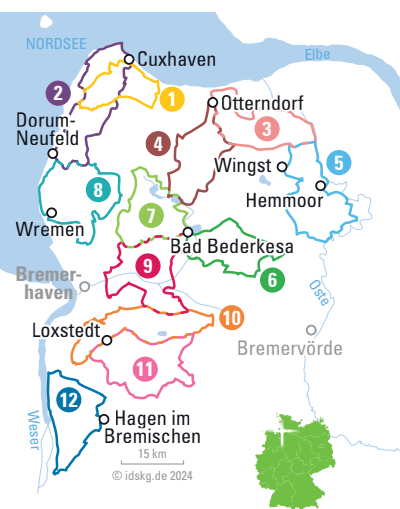 NORDSEE
Elbe
Cuxhaven
2
1
Otterndorf
Dorum-
Neufeld
3
4
Wingst
5
8
Hemmoor
7
Wremen
Bad Bederkesa
9
6
Bremer-
haven
Oste
10
Loxstedt
Bremervörde
11
12
Weser
Hagen im
Bremischen
15 km
© idskg.de 2024